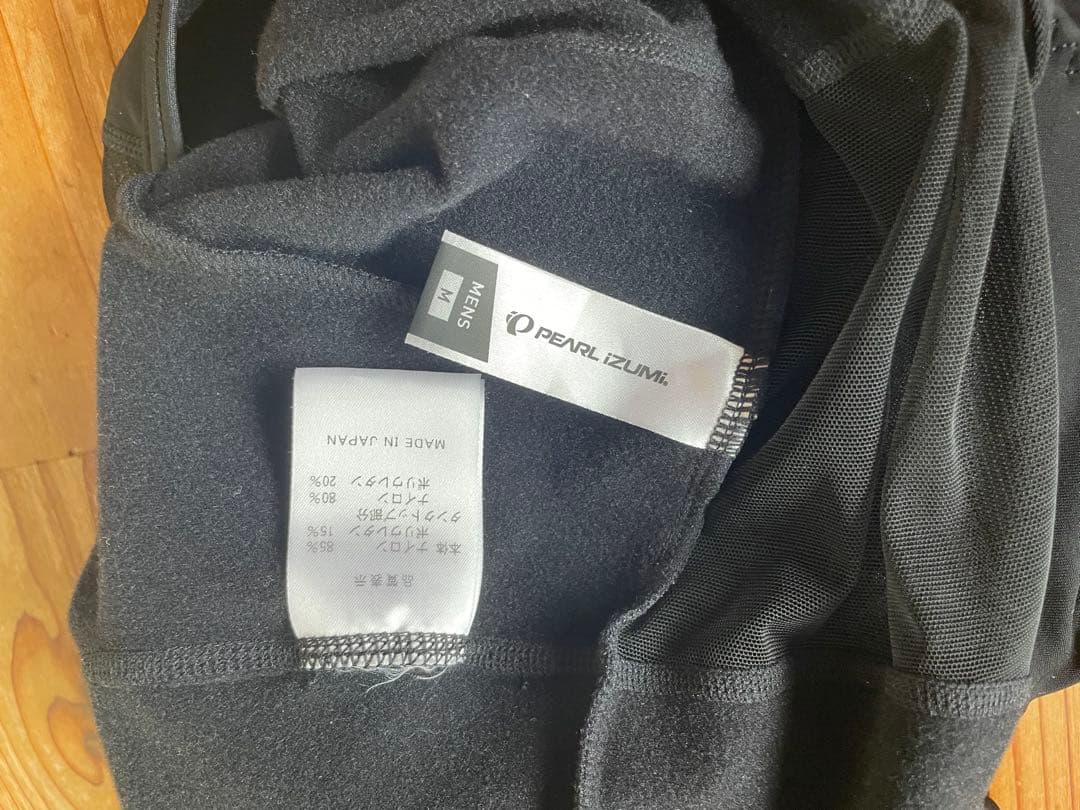 MENS
M
PEARL iZUMi
品質表示
本体 ナイロン 85%
ポリウレタン 15%
タンクトップ部分
ナイロン 80%
ポリウレタン 20%
MADE IN JAPAN